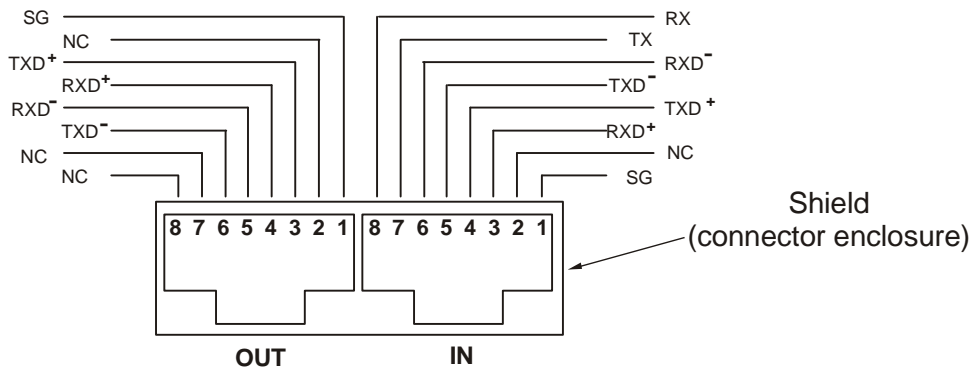 SG
NC
TXD+
RXD+
RXD-
TXD-
NC
NC
RX
TX
RXD-
TXD-
TXD+
RXD+
NC
SG
Shield
(connector enclosure)
8 7 6 5 4 3 2 1
8 7 6 5 4 3 2 1
OUT
IN